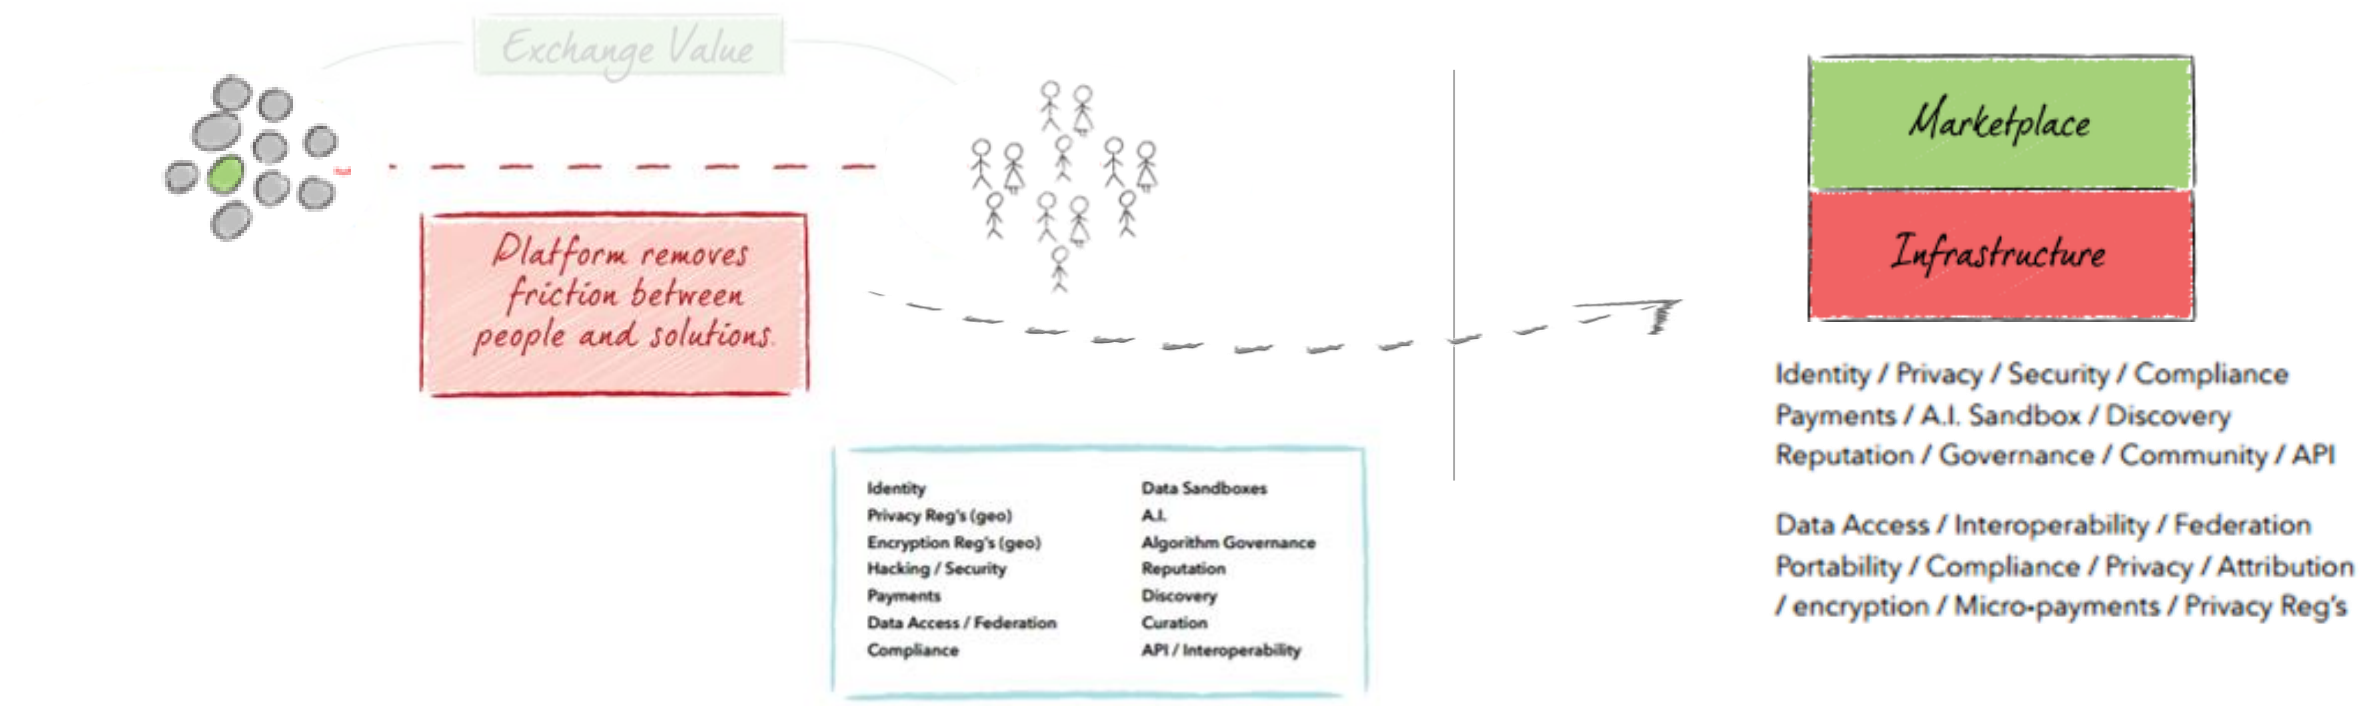 Exchange Value
Platform removes
friction between
people and solutions.
Identity
Privacy Reg's (geo)
Encryption Reg's (geo)
Hacking / Security
Payments
Data Access / Federation
Compliance
Data Sandboxes
A.I.
Algorithm Governance
Reputation
Discovery
Curation
API / Interoperability
Marketplace
Infrastructure
Identity / Privacy / Security / Compliance
Payments / A.I. Sandbox / Discovery
Reputation / Governance / Community / API
Data Access / Interoperability / Federation
Portability / Compliance / Privacy / Attribution
/ encryption / Micro-payments / Privacy Reg's